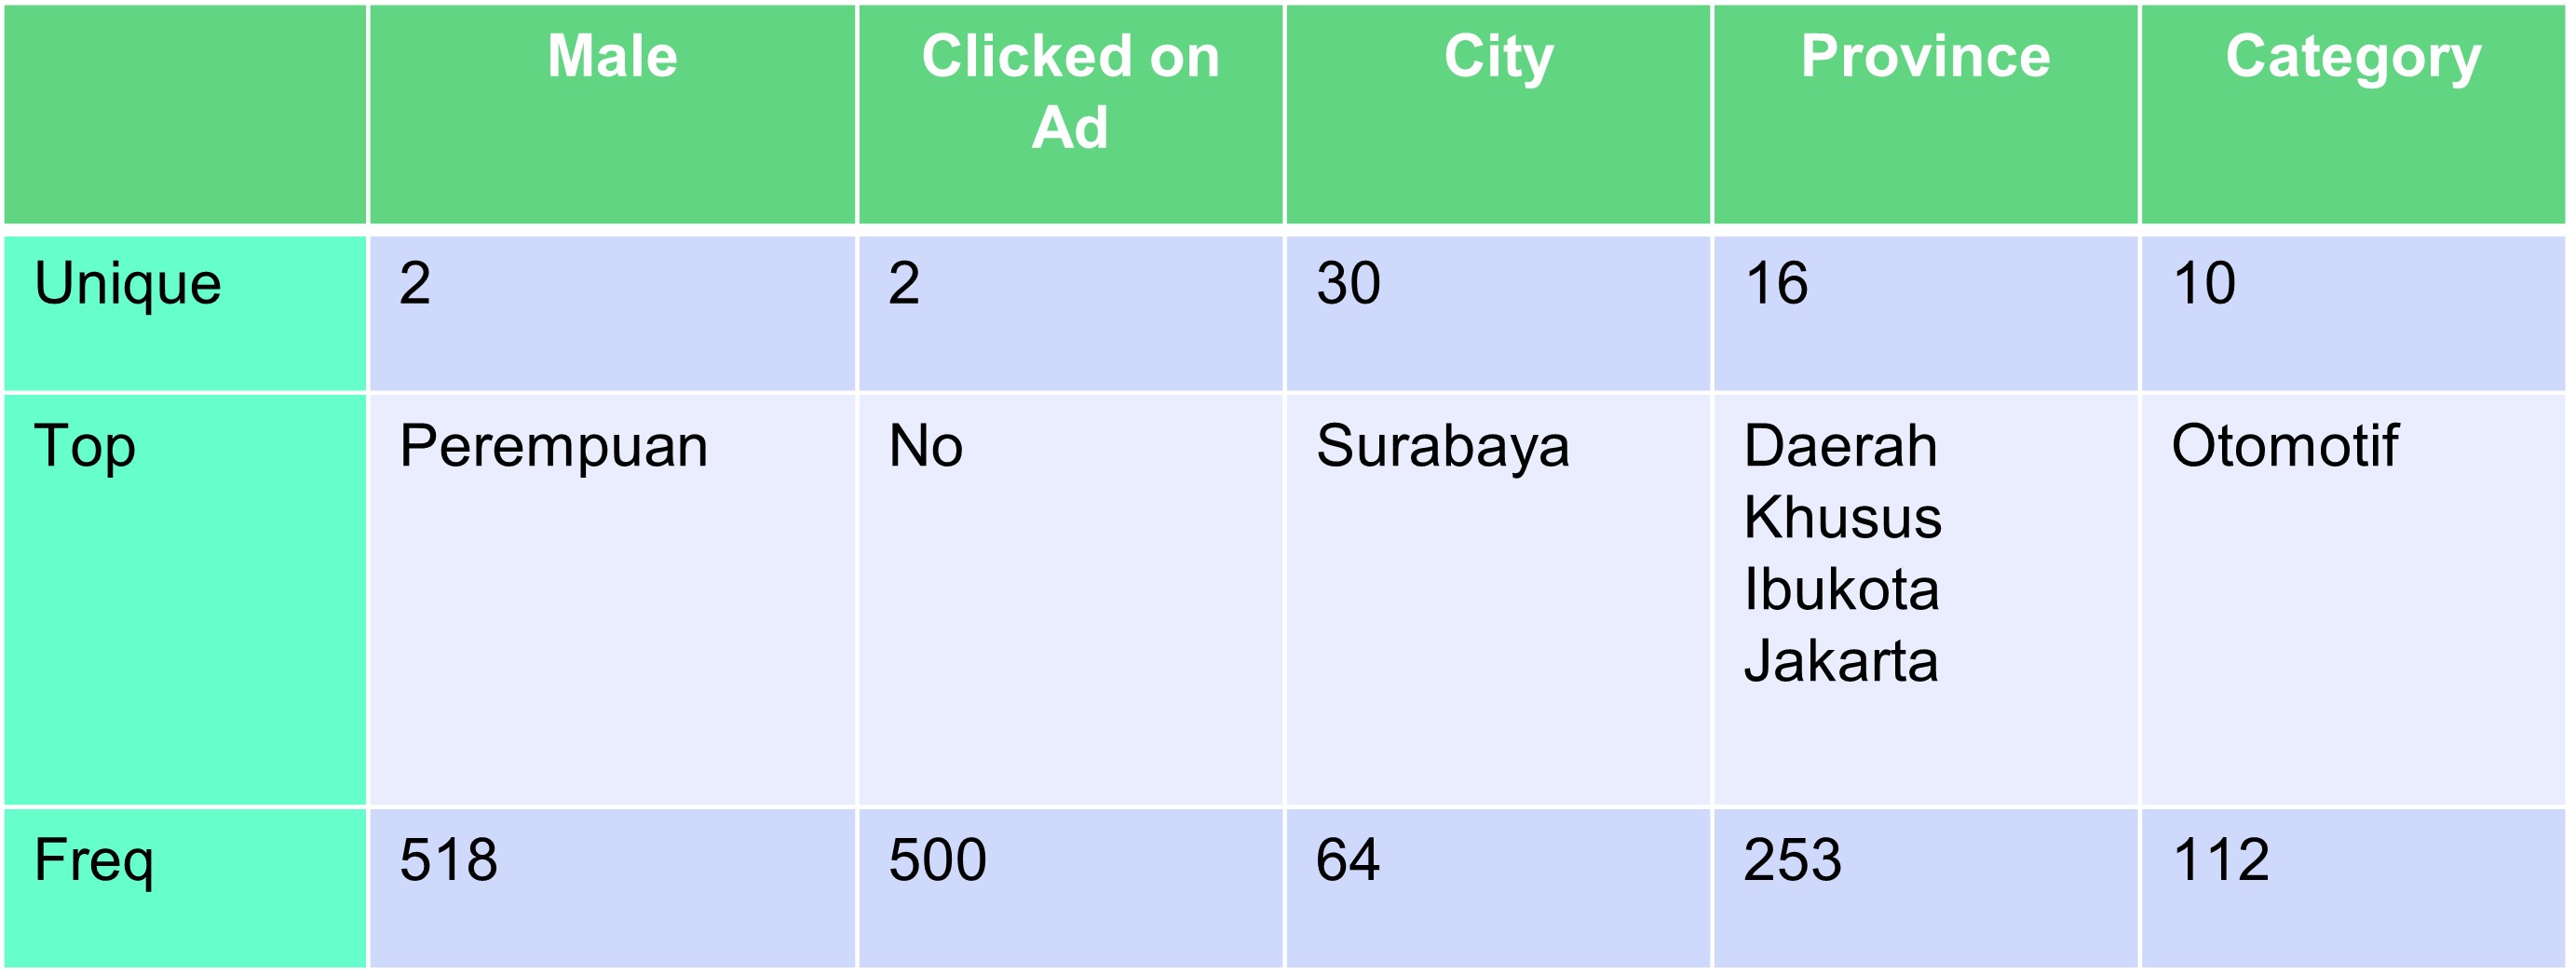 Male Clicked on City Province Category
Ad
Unique 2 2 30 16 10
Top Perempuan No Surabaya Daerah Otomotif
Khusus
Ibukota
Jakarta
Freq 518 500 64 253 112